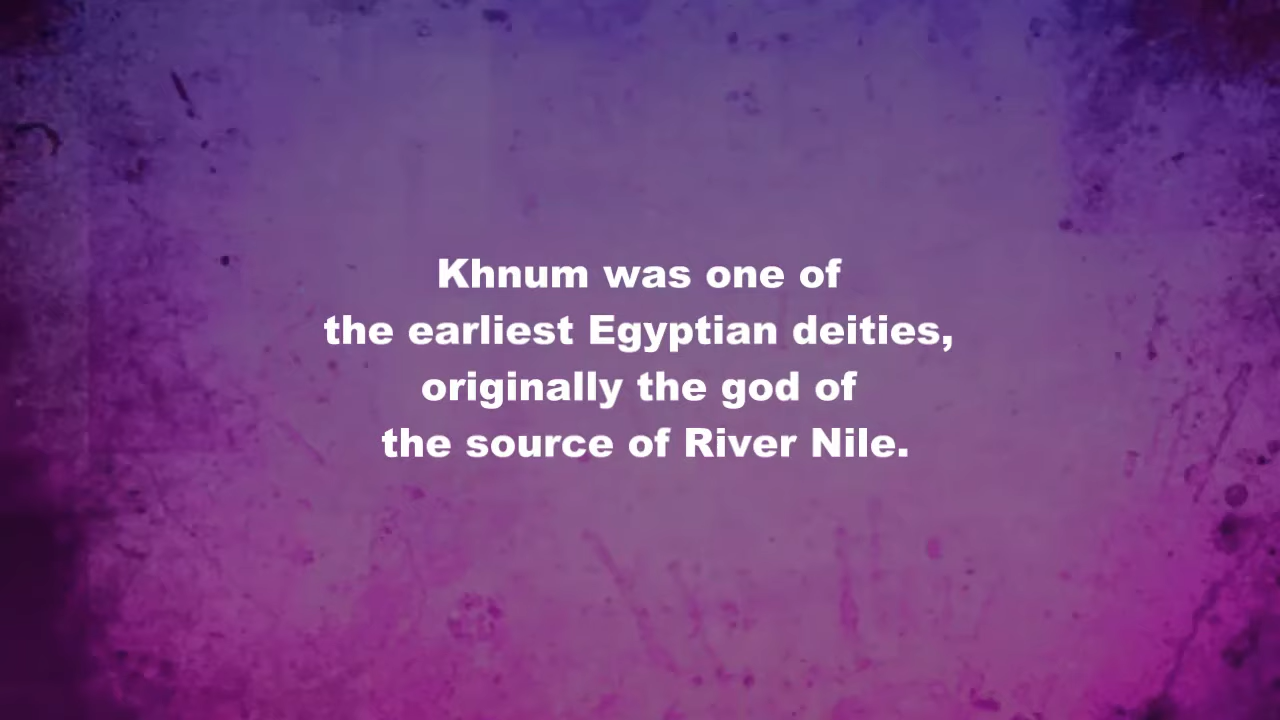 Khnum was one of
the earliest Egyptian deities,
originally the god of
the source of River Nile.